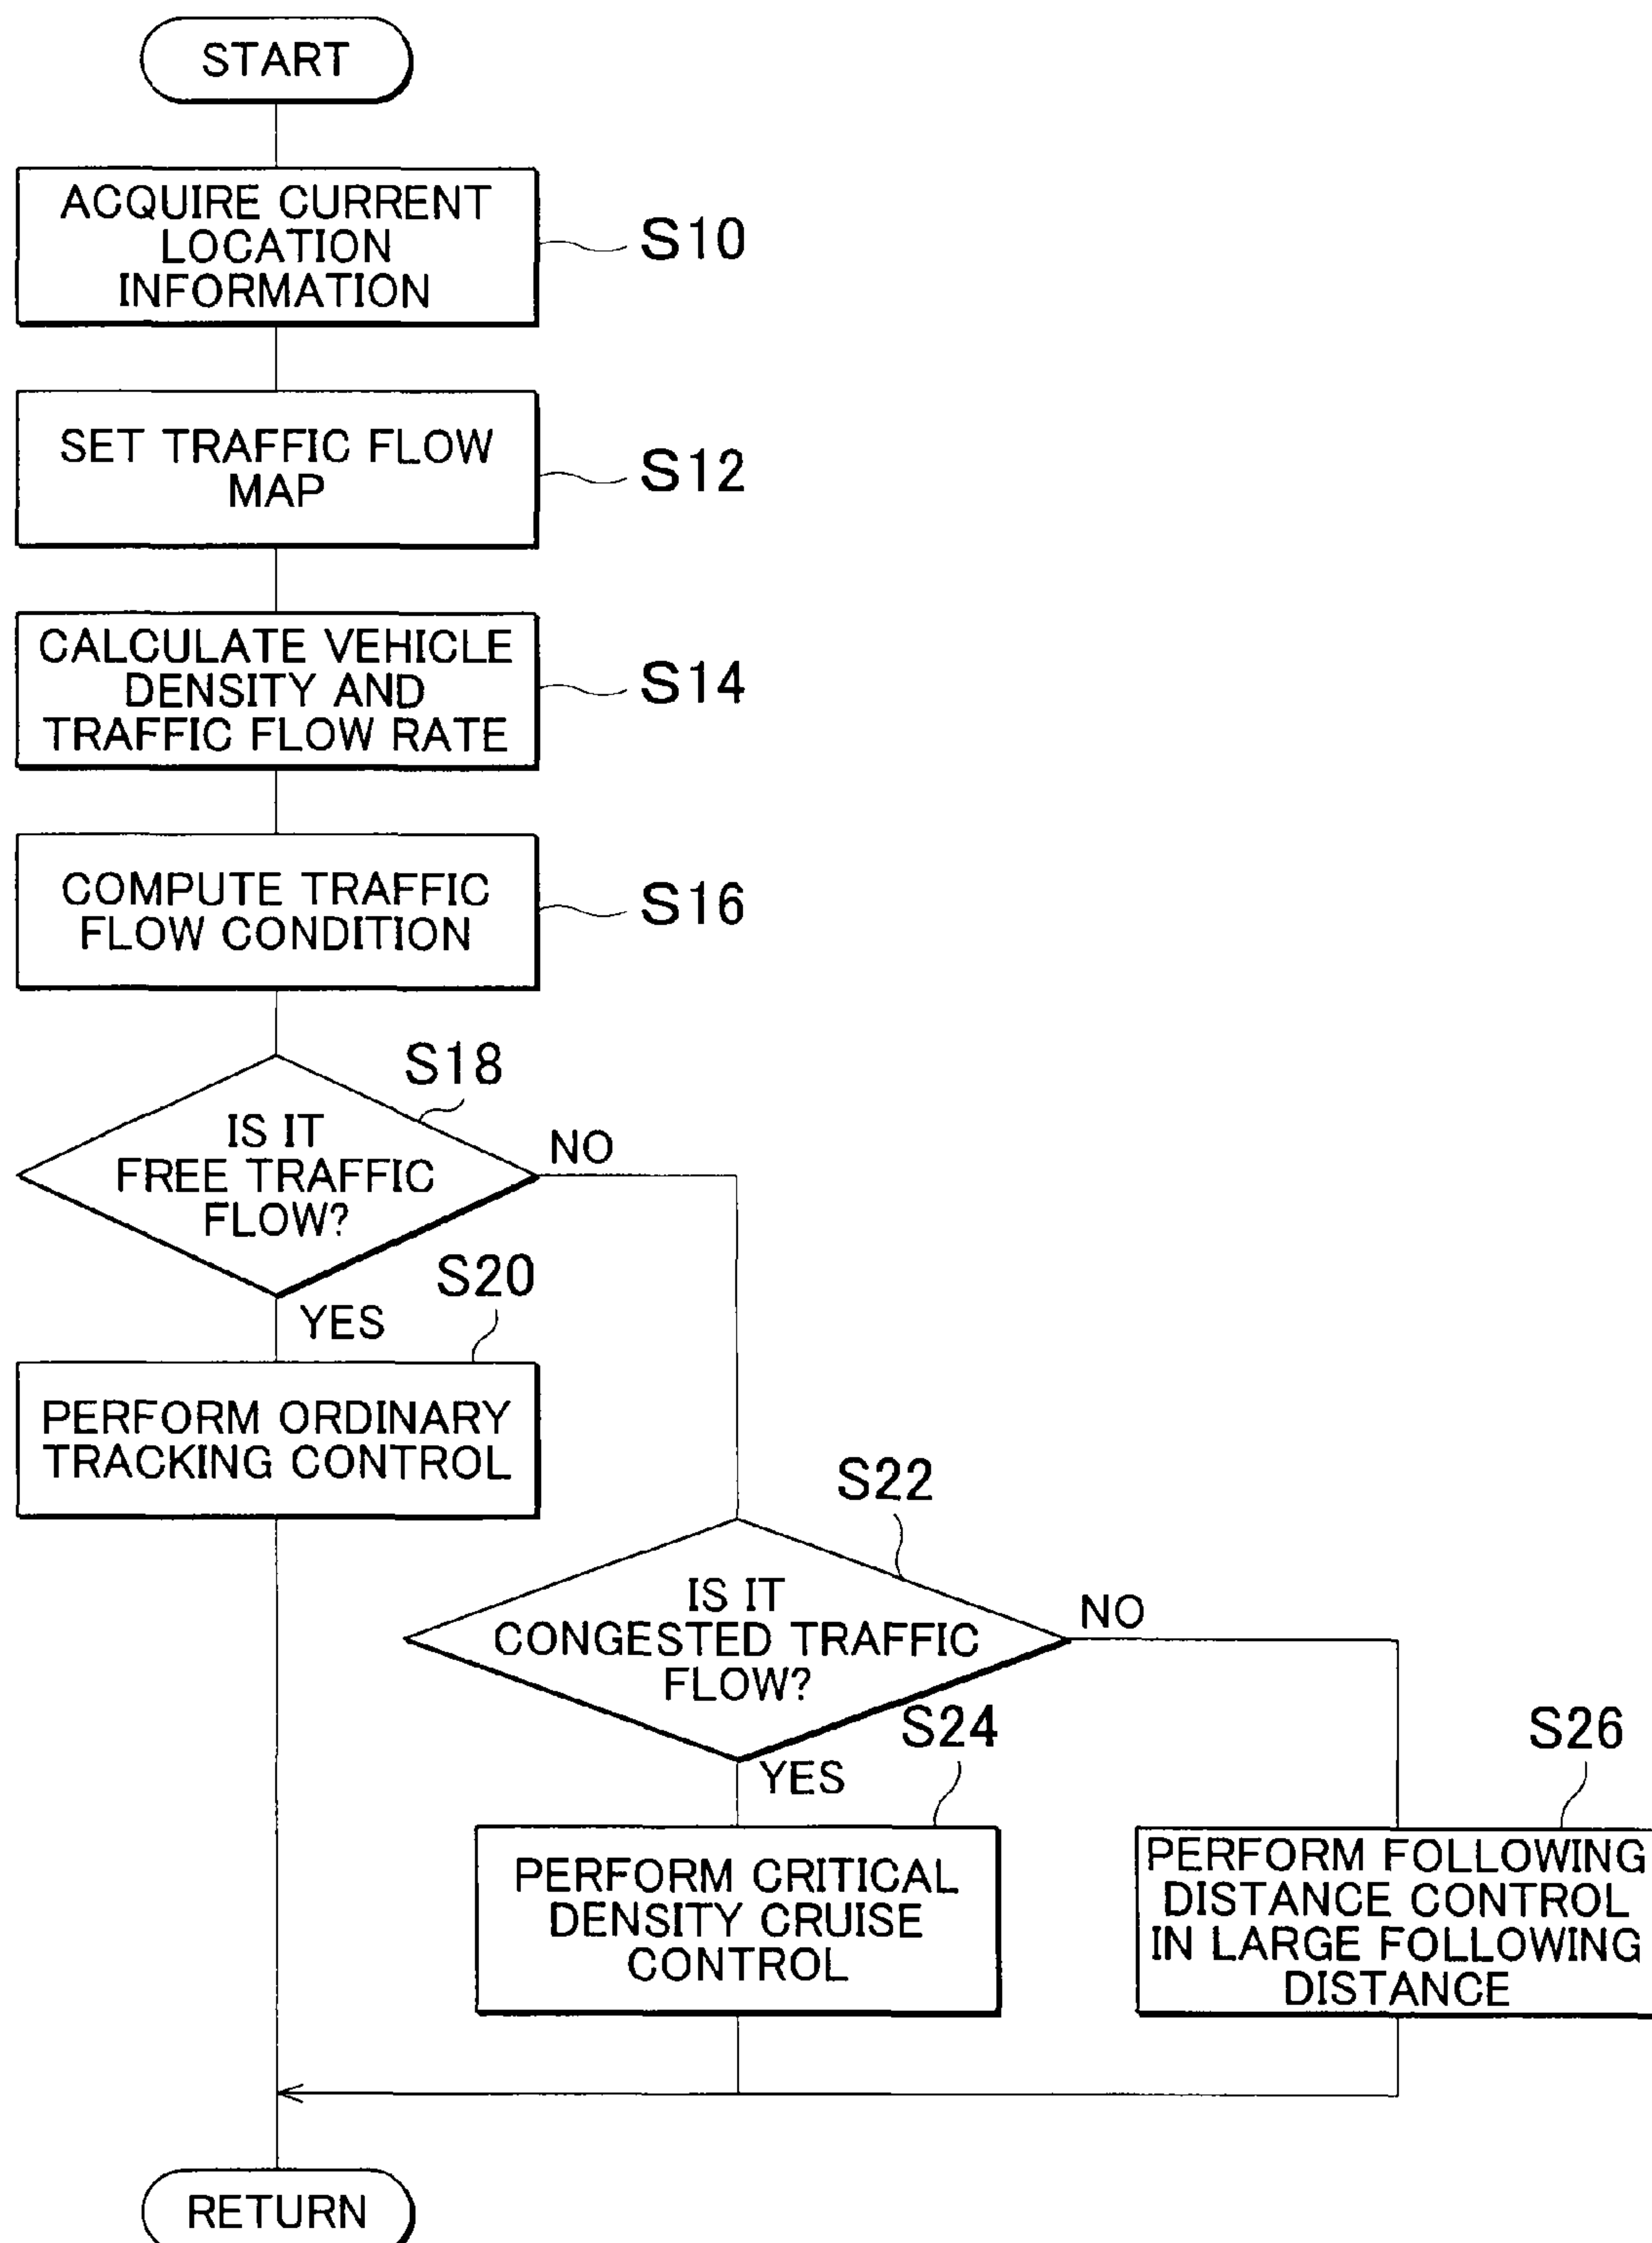 START
ACQUIRE CURRENT
LOCATION
INFORMATION
S10
SET TRAFFIC FLOW
MAP
S12
CALCULATE VEHICLE
DENSITY AND
TRAFFIC FLOW RATE
S14
COMPUTE TRAFFIC
FLOW CONDITION
S16
S18
IS IT
FREE TRAFFIC
FLOW?
NO
YES
S20
PERFORM ORDINARY
TRACKING CONTROL
S22
IS IT
CONGESTED TRAFFIC
FLOW?
NO
YES
S24
PERFORM CRITICAL
DENSITY CRUISE
CONTROL
S26
PERFORM FOLLOWING
DISTANCE CONTROL
IN LARGE FOLLOWING
DISTANCE
RETURN